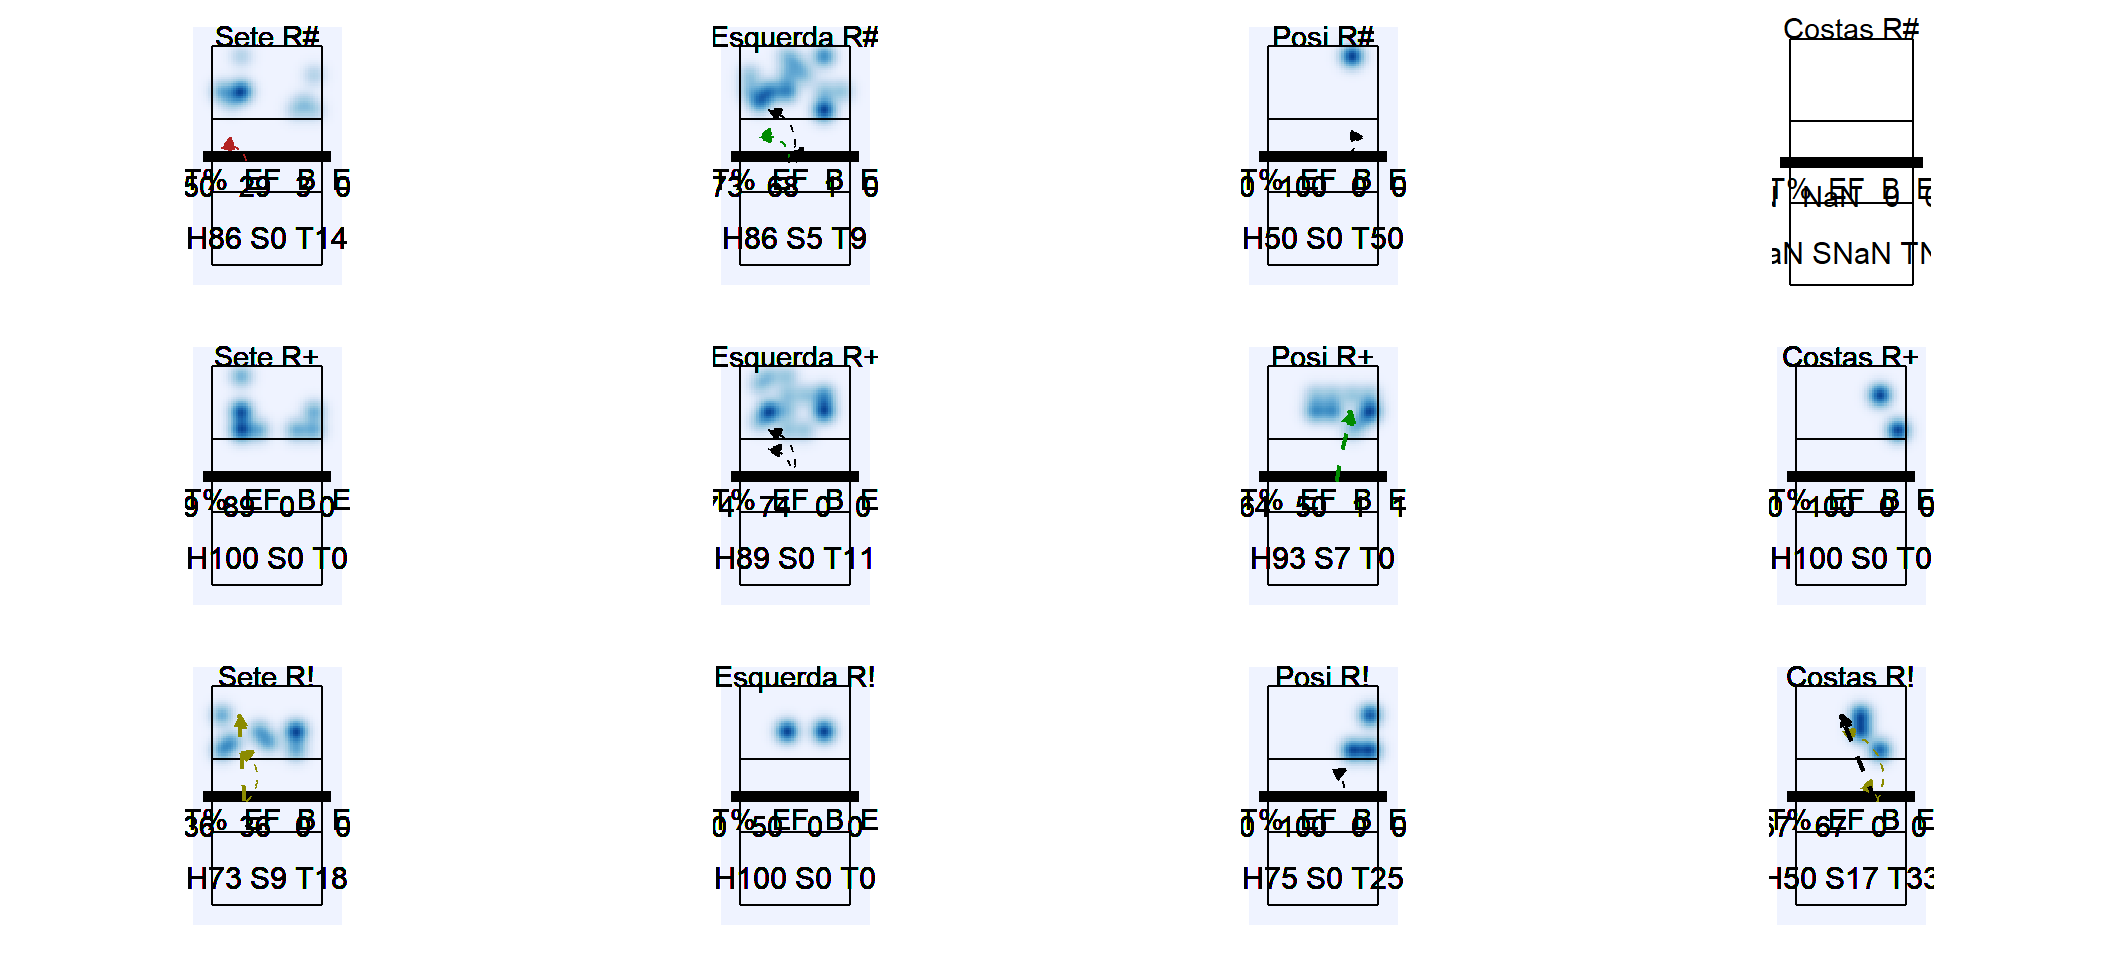 Sete R#
T% EF B E
50 29 3 0
H86 S0 T14
Esquerda R#
T% EF B E
73 68 1 0
H86 S5 T9
Posi R#
T% EF B E
0 100 0 0
H50 S0 T50
Costas R#
T% EF B E
NaN 0
aN SNaN TN
Sete R+
T% EF B E
9 89 0 0
H100 S0 T0
Esquerda R+
T% EF B E
74 74 0 0
H89 S0 T11
Posi R+
T% EF B E
64 50 1 1
H93 S7 T0
Costas R+
T% EF B E
0 100 0 0
H100 S0 T0
Sete R!
T% EF B E
36 36 0 0
H73 S9 T18
Esquerda R!
T% EF B E
0 50 0 0
H100 S0 T0
Posi R!
T% EF B E
0 100 0 0
H75 S0 T25
Costas R!
T% EF B E
67 67 0 0
H50 S17 T33